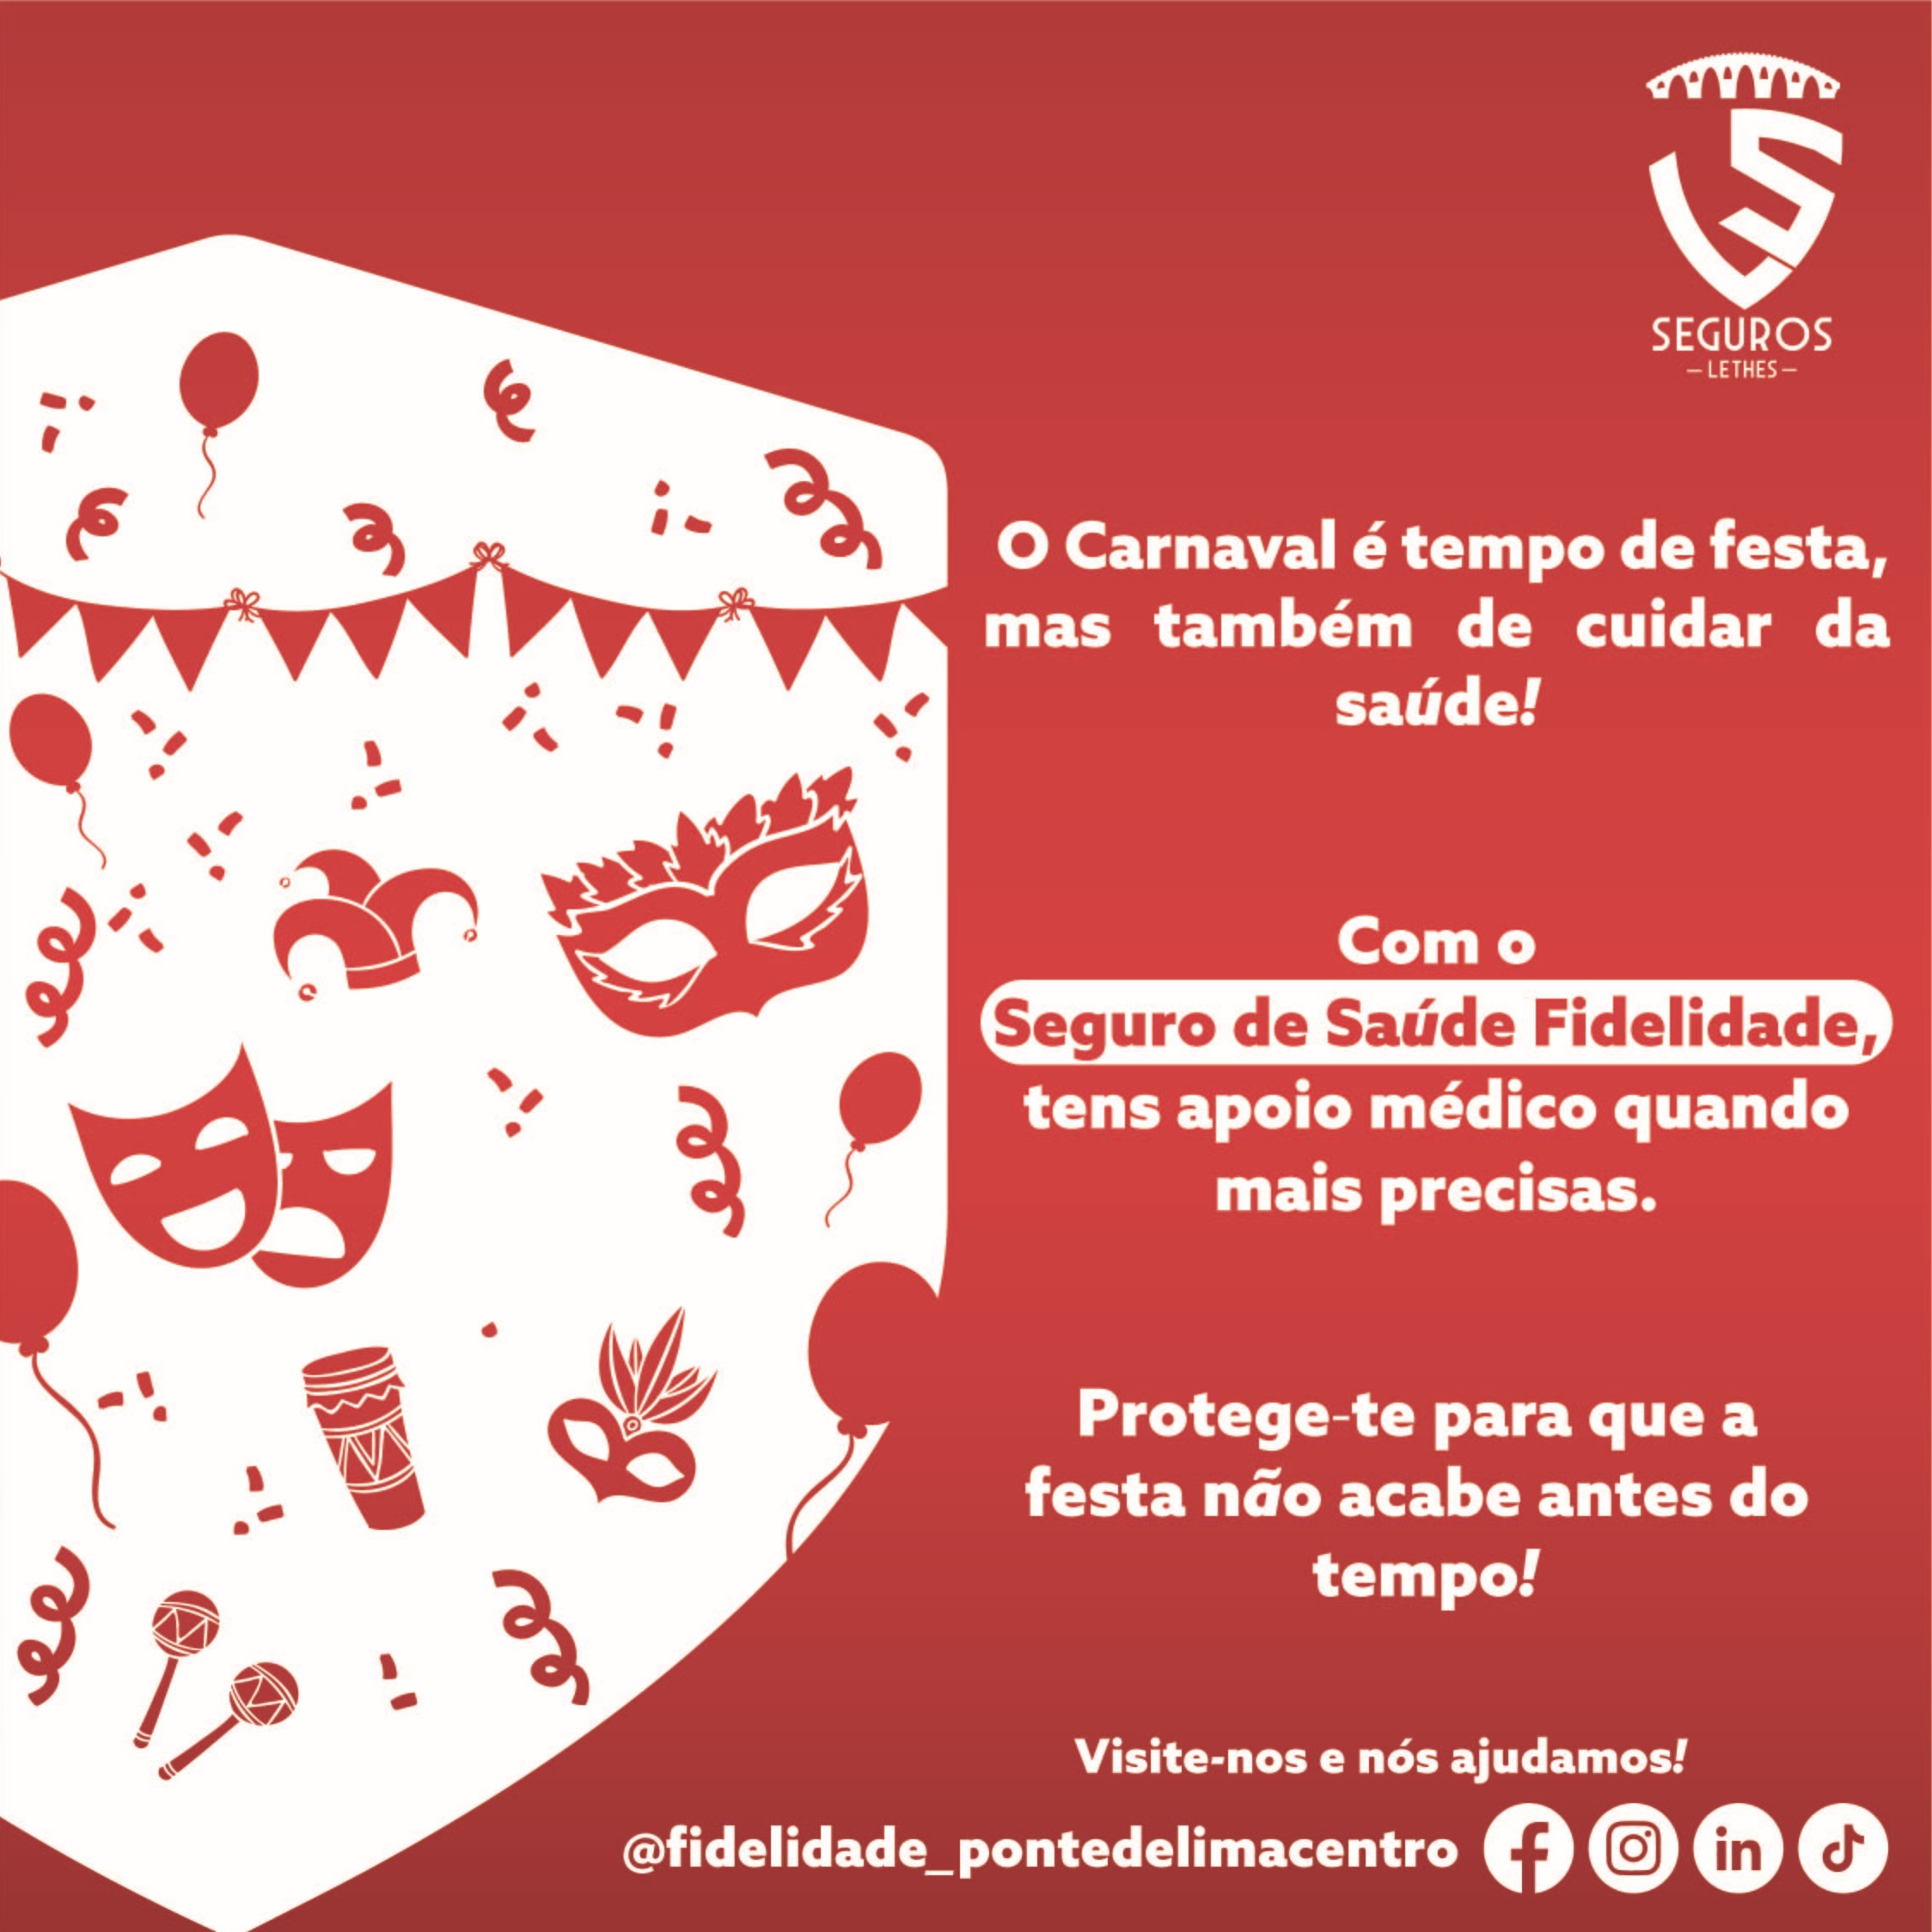 SEGUROS
– LETHES –
O Carnaval é tempo de festa,
mas também de cuidar da
saúde!
Com o
Seguro de Saúde Fidelidade,
tens apoio médico quando
mais precisas.
Protege-te para que a
festa não acabe antes do
tempo!
Visite-nos e nós ajudamos!
@fidelidade_pontedelimacentro